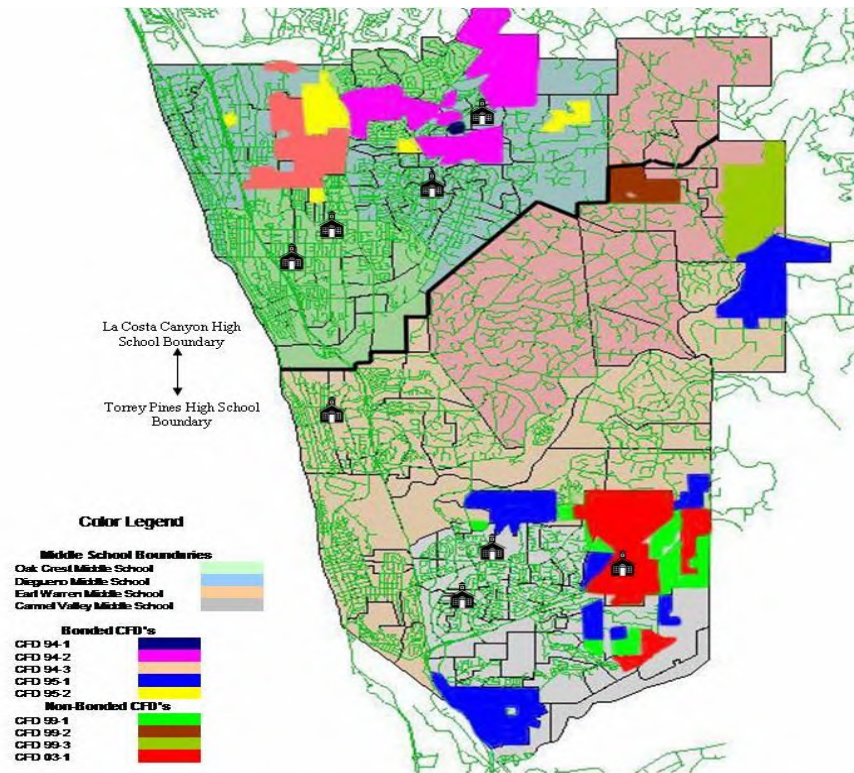 La Costa Canyon High
School Boundary
Torrey Pines High School
Boundary
Color Legend
Middle School Boundaries
Oak Crest Middle School
Diegueno Middle School
Earl Warren Middle School
Carmel Valley Middle School
Bonded CFD's
CFD 94-1
CFD 94-2
CFD 94-3
CFD 95-1
CFD 95-2
Non-Bonded CFD's
CFD 99-1
CFD 99-2
CFD 99-3
CFD 03-1